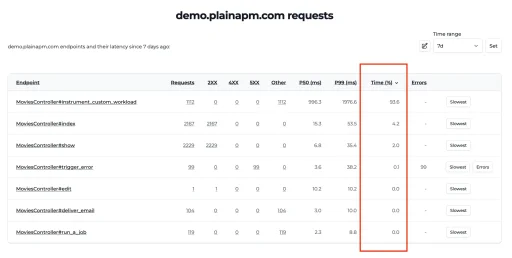 demo.plainapm.com requests
Time range
demo.plainapm.com endpoints and their latency since 7 days ago:
7d
Set
Endpoint Requests 2XX 4XX 5XX Other P50 (ms) P99 (ms) Time (%) Errors
MoviesController#instrument_custom_workload 1112 0 0 0 1112 996.3 1976.6 93.6 - Slowest
MoviesController#index 2187 2187 0 0 0 15.3 53.5 4.2 - Slowest
MoviesController#show 2229 2229 0 0 0 6.8 35.4 2.0 - Slowest
MoviesController#trigger_error 99 0 0 99 0 3.6 38.2 0.1 99 Slowest Errors
MoviesController#edit 1 1 0 0 0 10.2 10.2 0.0 - Slowest
MoviesController#deliver_email 104 0 0 0 104 3.0 10.0 0.0 - Slowest
MoviesController#run_a_job 119 0 0 0 119 2.3 8.8 0.0 - Slowest